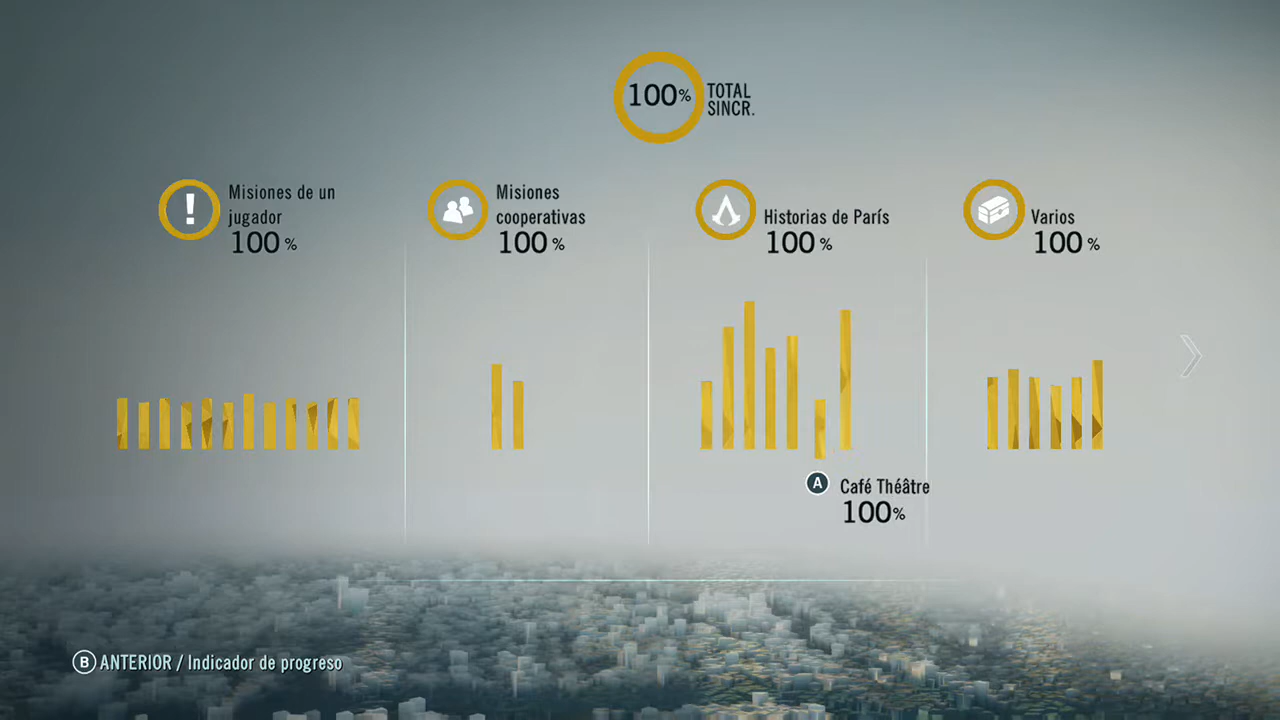 100%
TOTAL
SINCR.
!
Misiones de un
jugador
100 %
Misiones
cooperativas
100 %
Historias de París
100 %
Varios
100 %
A Café Théâtre
100%
B ANTERIOR / Indicador de progreso